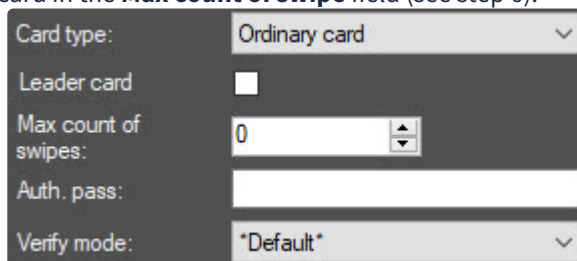 card in the Max count of swipe field (see step 6).
Card type: Ordinary card
Leader card
Max count of
swipes: 0
Auth. pass:
Verify mode: *Default*